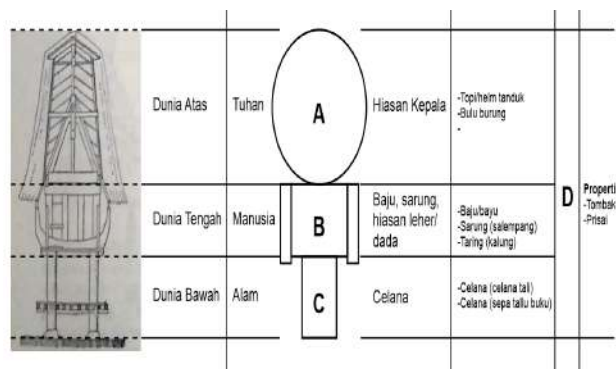 Dunia Atas
Tuhan
A
Hiasan Kepala
-Topi/helm tanduk
-Bulu burung
-
Dunia Tengah
Manusia
B
Baju, sarung,
hiasan leher/
dada
-Baju/bayu
-Sarung (salempang)
-Taring (kalung)
Dunia Bawah
Alam
C
Celana
-Celana (celana tali)
-Celana (sepa tallu buku)
D
Properti
-Tombak
-Prisai